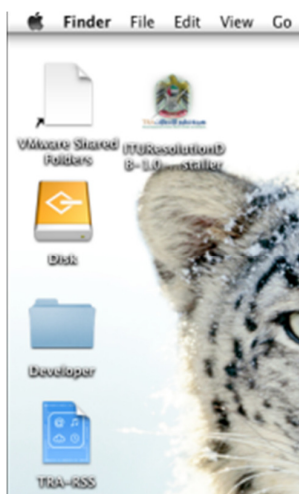 Finder File Edit View Go
VMware Shared
Folders
ITUResolutionD
B-1.0...staller
Disk
Developer
TRA-RSS